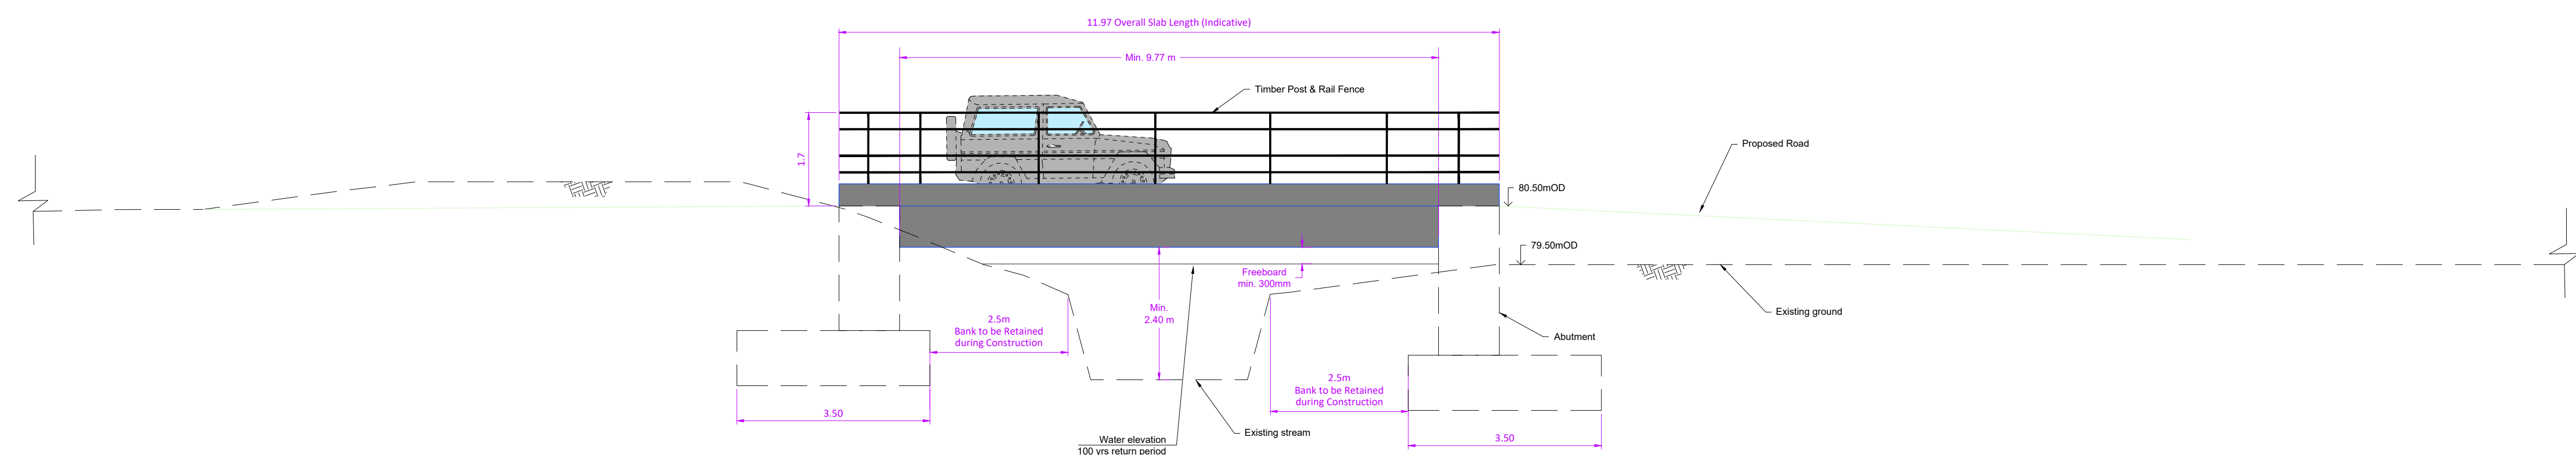 11.97 Overall Slab Length (Indicative)
Min. 9.77 m
Timber Post & Rail Fence
1.7
Proposed Road
80.50mOD
79.50mOD
Freeboard
min. 300mm
Min.
2.40 m
2.5m
Bank to be Retained
during Construction
Existing ground
Abutment
2.5m
Bank to be Retained
during Construction
3.50
Existing stream
3.50
Water elevation
100 yrs return period